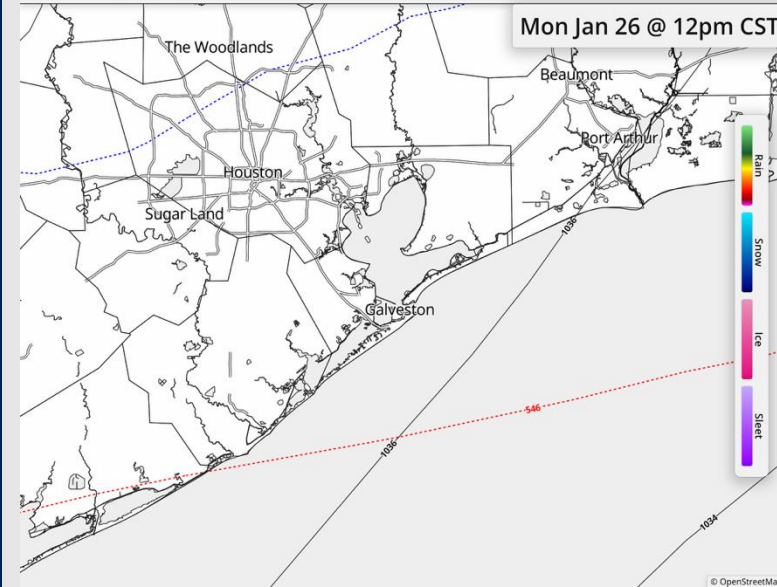 Mon Jan 26 @ 12pm CST
The Woodlands
Beaumont
Port Arthur
Houston
Sugar Land
Galveston
Rain
Snow
Ice
Sleet
1036
546
1036
1034
© OpenStreetMa